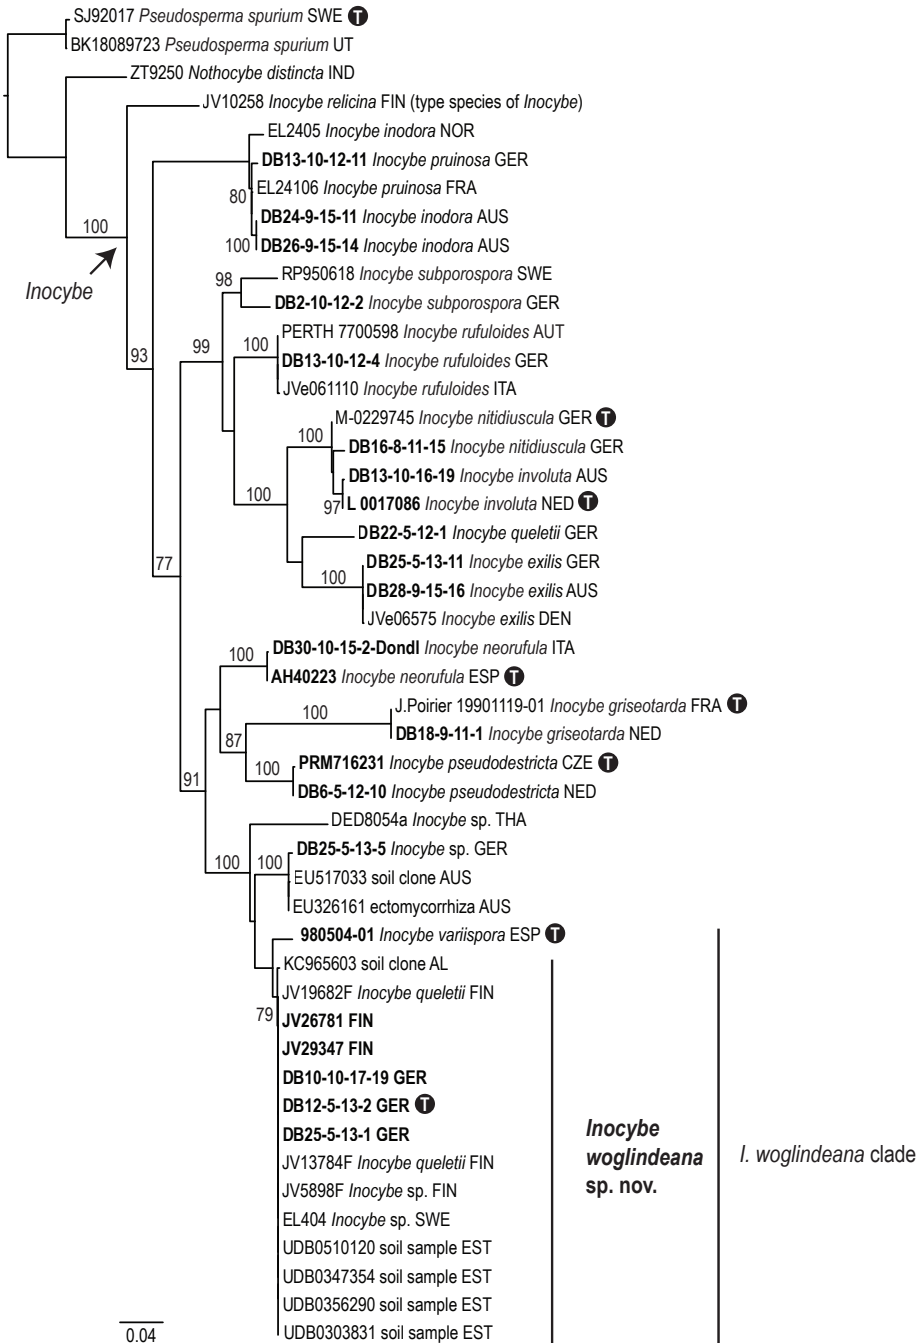 SJ92017 Pseudosperma spurium SWE T
BK18089723 Pseudosperma spurium UT
ZT9250 Nothocybe distincta IND
JV10258 Inocybe relicina FIN (type species of Inocybe)
EL2405 Inocybe inodora NOR
DB13-10-12-11 Inocybe pruinosa GER
EL24106 Inocybe pruinosa FRA
80
DB24-9-15-11 Inocybe inodora AUS
100
100 DB26-9-15-14 Inocybe inodora AUS
Inocybe
RP950618 Inocybe subporospora SWE
98
DB2-10-12-2 Inocybe subporospora GER
PERTH 7700598 Inocybe rufuloides AUT
93
99
100
DB13-10-12-4 Inocybe rufuloides GER
JVe061110 Inocybe rufuloides ITA
M-0229745 Inocybe nitidiuscula GER T
100
DB16-8-11-15 Inocybe nitidiuscula GER
DB13-10-16-19 Inocybe involuta AUS
100
97 L 0017086 Inocybe involuta NED T
DB22-5-12-1 Inocybe queletii GER
77
DB25-5-13-11 Inocybe exilis GER
100
DB28-9-15-16 Inocybe exilis AUS
JVe06575 Inocybe exilis DEN
100
DB30-10-15-2-Dondl Inocybe neorufula ITA
AH40223 Inocybe neorufula ESP T
J.Poirier 19901119-01 Inocybe griseotarda FRA T
100
87
DB18-9-11-1 Inocybe griseotarda NED
PRM716231 Inocybe pseudodestricta CZE T
91
100
DB6-5-12-10 Inocybe pseudodestricta NED
DED8054a Inocybe sp. THA
DB25-5-13-5 Inocybe sp. GER
100
100
EU517033 soil clone AUS
EU326161 ectomycorrhiza AUS
980504-01 Inocybe variispora ESP T
KC965603 soil clone AL
JV19682F Inocybe queletii FIN
79
JV26781 FIN
JV29347 FIN
DB10-10-17-19 GER
DB12-5-13-2 GER T
DB25-5-13-1 GER
JV13784F Inocybe queletii FIN
JV5898F Inocybe sp. FIN
EL404 Inocybe sp. SWE
UDB0510120 soil sample EST
UDB0347354 soil sample EST
UDB0356290 soil sample EST
UDB0303831 soil sample EST
Inocybe
woglindeana
sp. nov.
I. woglindeana clade
0.04